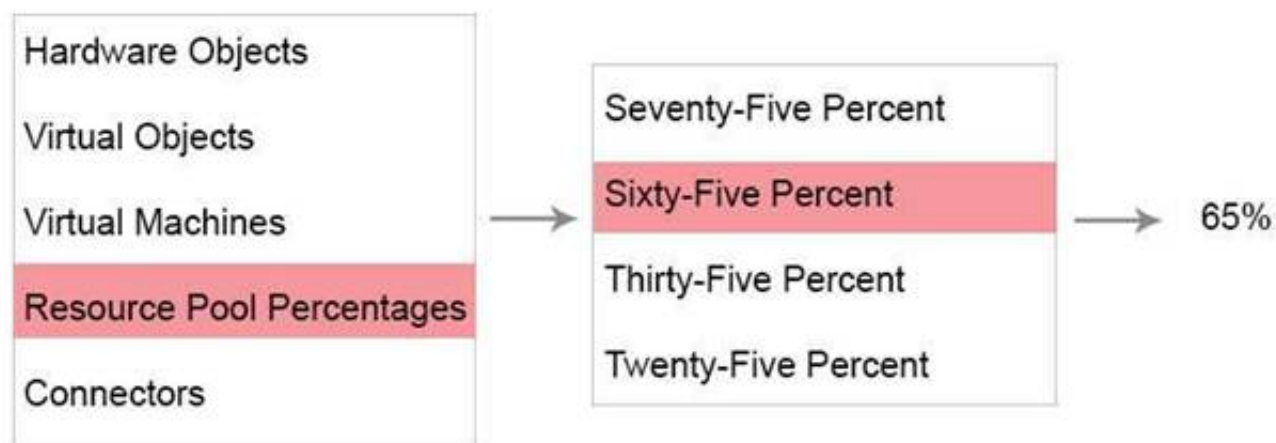 Hardware Objects
Virtual Objects
Virtual Machines
Resource Pool Percentages
Connectors
Seventy-Five Percent
Sixty-Five Percent
Thirty-Five Percent
Twenty-Five Percent
65%